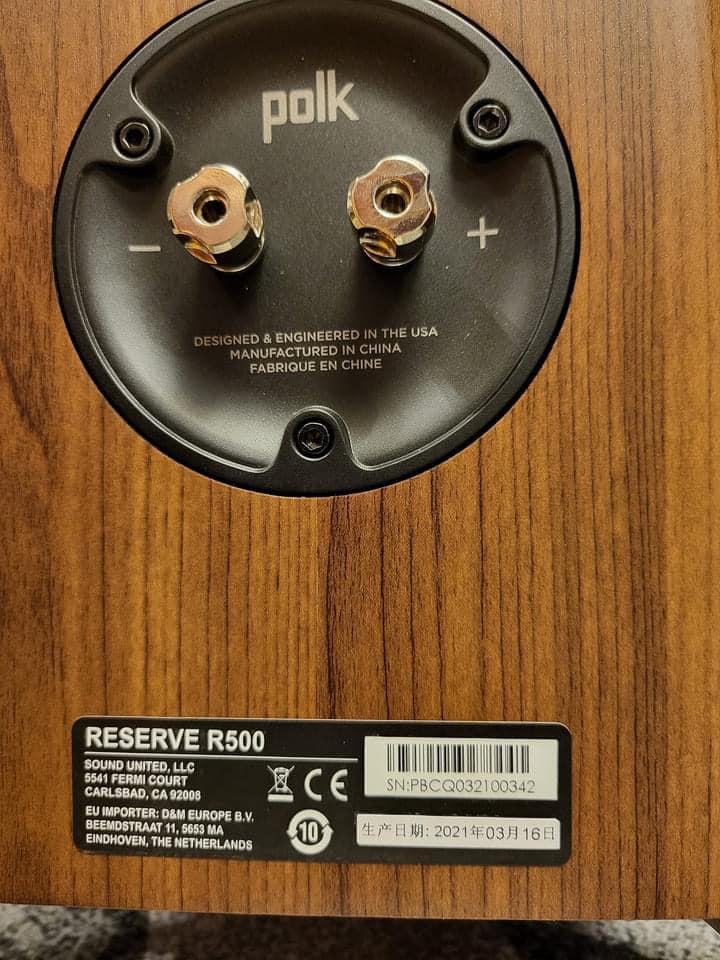 polk
− +
DESIGNED & ENGINEERED IN THE USA
MANUFACTURED IN CHINA
FABRIQUE EN CHINE
RESERVE R500
SOUND UNITED, LLC
5541 FERMI COURT
CARLSBAD, CA 92008
EU IMPORTER: D&M EUROPE B.V.
BEEMDSTRAAT 11, 5653 MA
EINDHOVEN, THE NETHERLANDS
CE
10
SN:PBCQ032100342
生产日期: 2021年03月16日